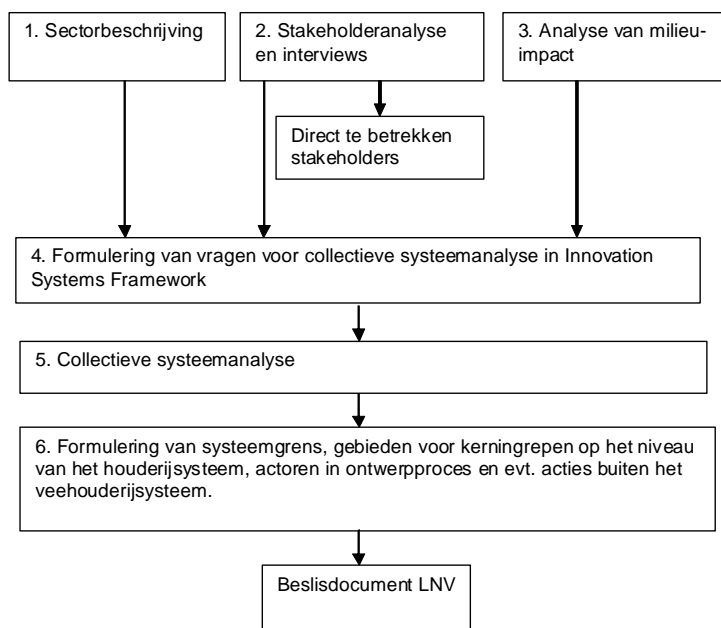 1. Sectorbeschrijving
2. Stakeholderanalyse
en interviews
3. Analyse van milieu-
impact
Direct te betrekken
stakeholders
4. Formulering van vragen voor collectieve systeemanalyse in Innovation
Systems Framework
5. Collectieve systeemanalyse
6. Formulering van systeemgrens, gebieden voor kerningrepen op het niveau
van het houderijsysteem, actoren in ontwerpproces en evt. acties buiten het
veehouderijsysteem.
Beslisdocument LNV